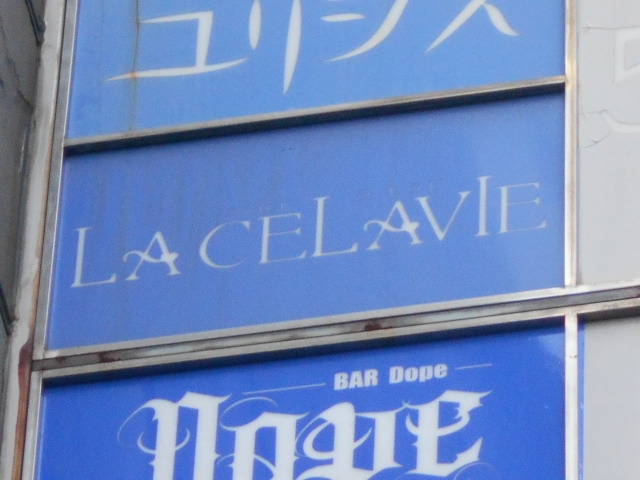 ユリシス
LA CELAVIE
BAR Dope
Dope